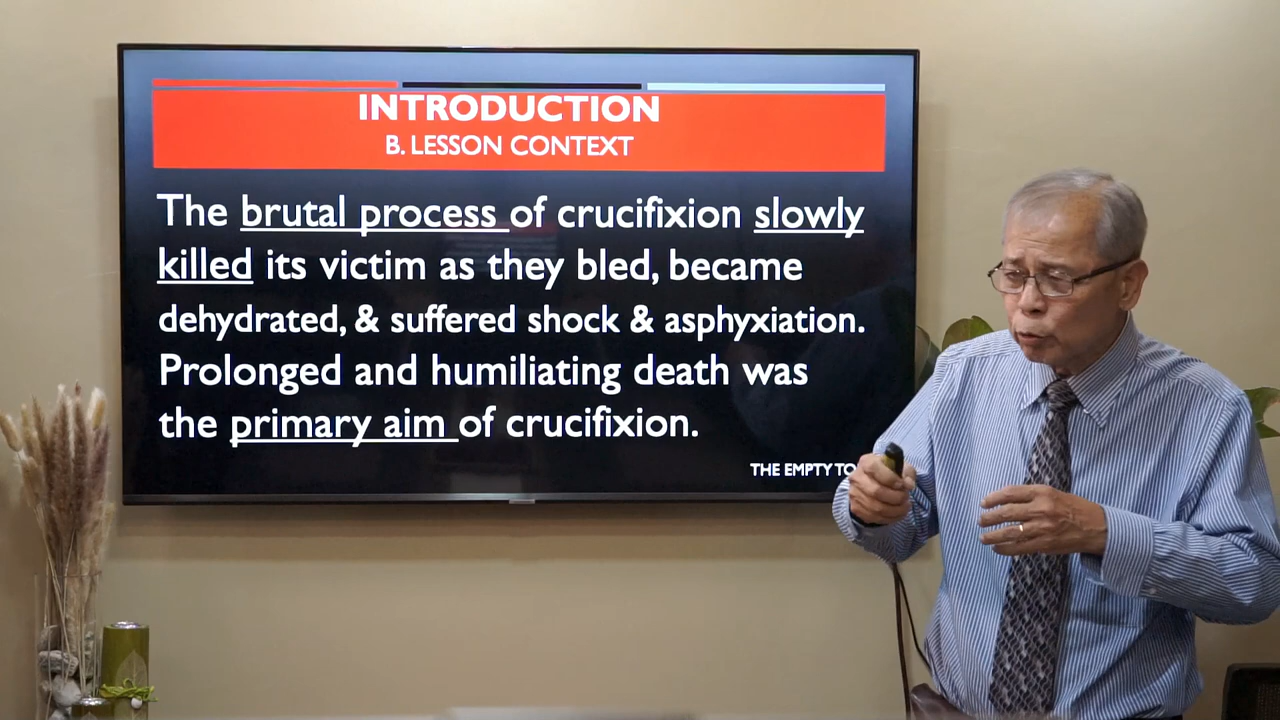 INTRODUCTION
B. LESSON CONTEXT
The brutal process of crucifixion slowly
killed its victim as they bled, became
dehydrated, & suffered shock & asphyxiation.
Prolonged and humiliating death was
the primary aim of crucifixion.
THE EMPTY